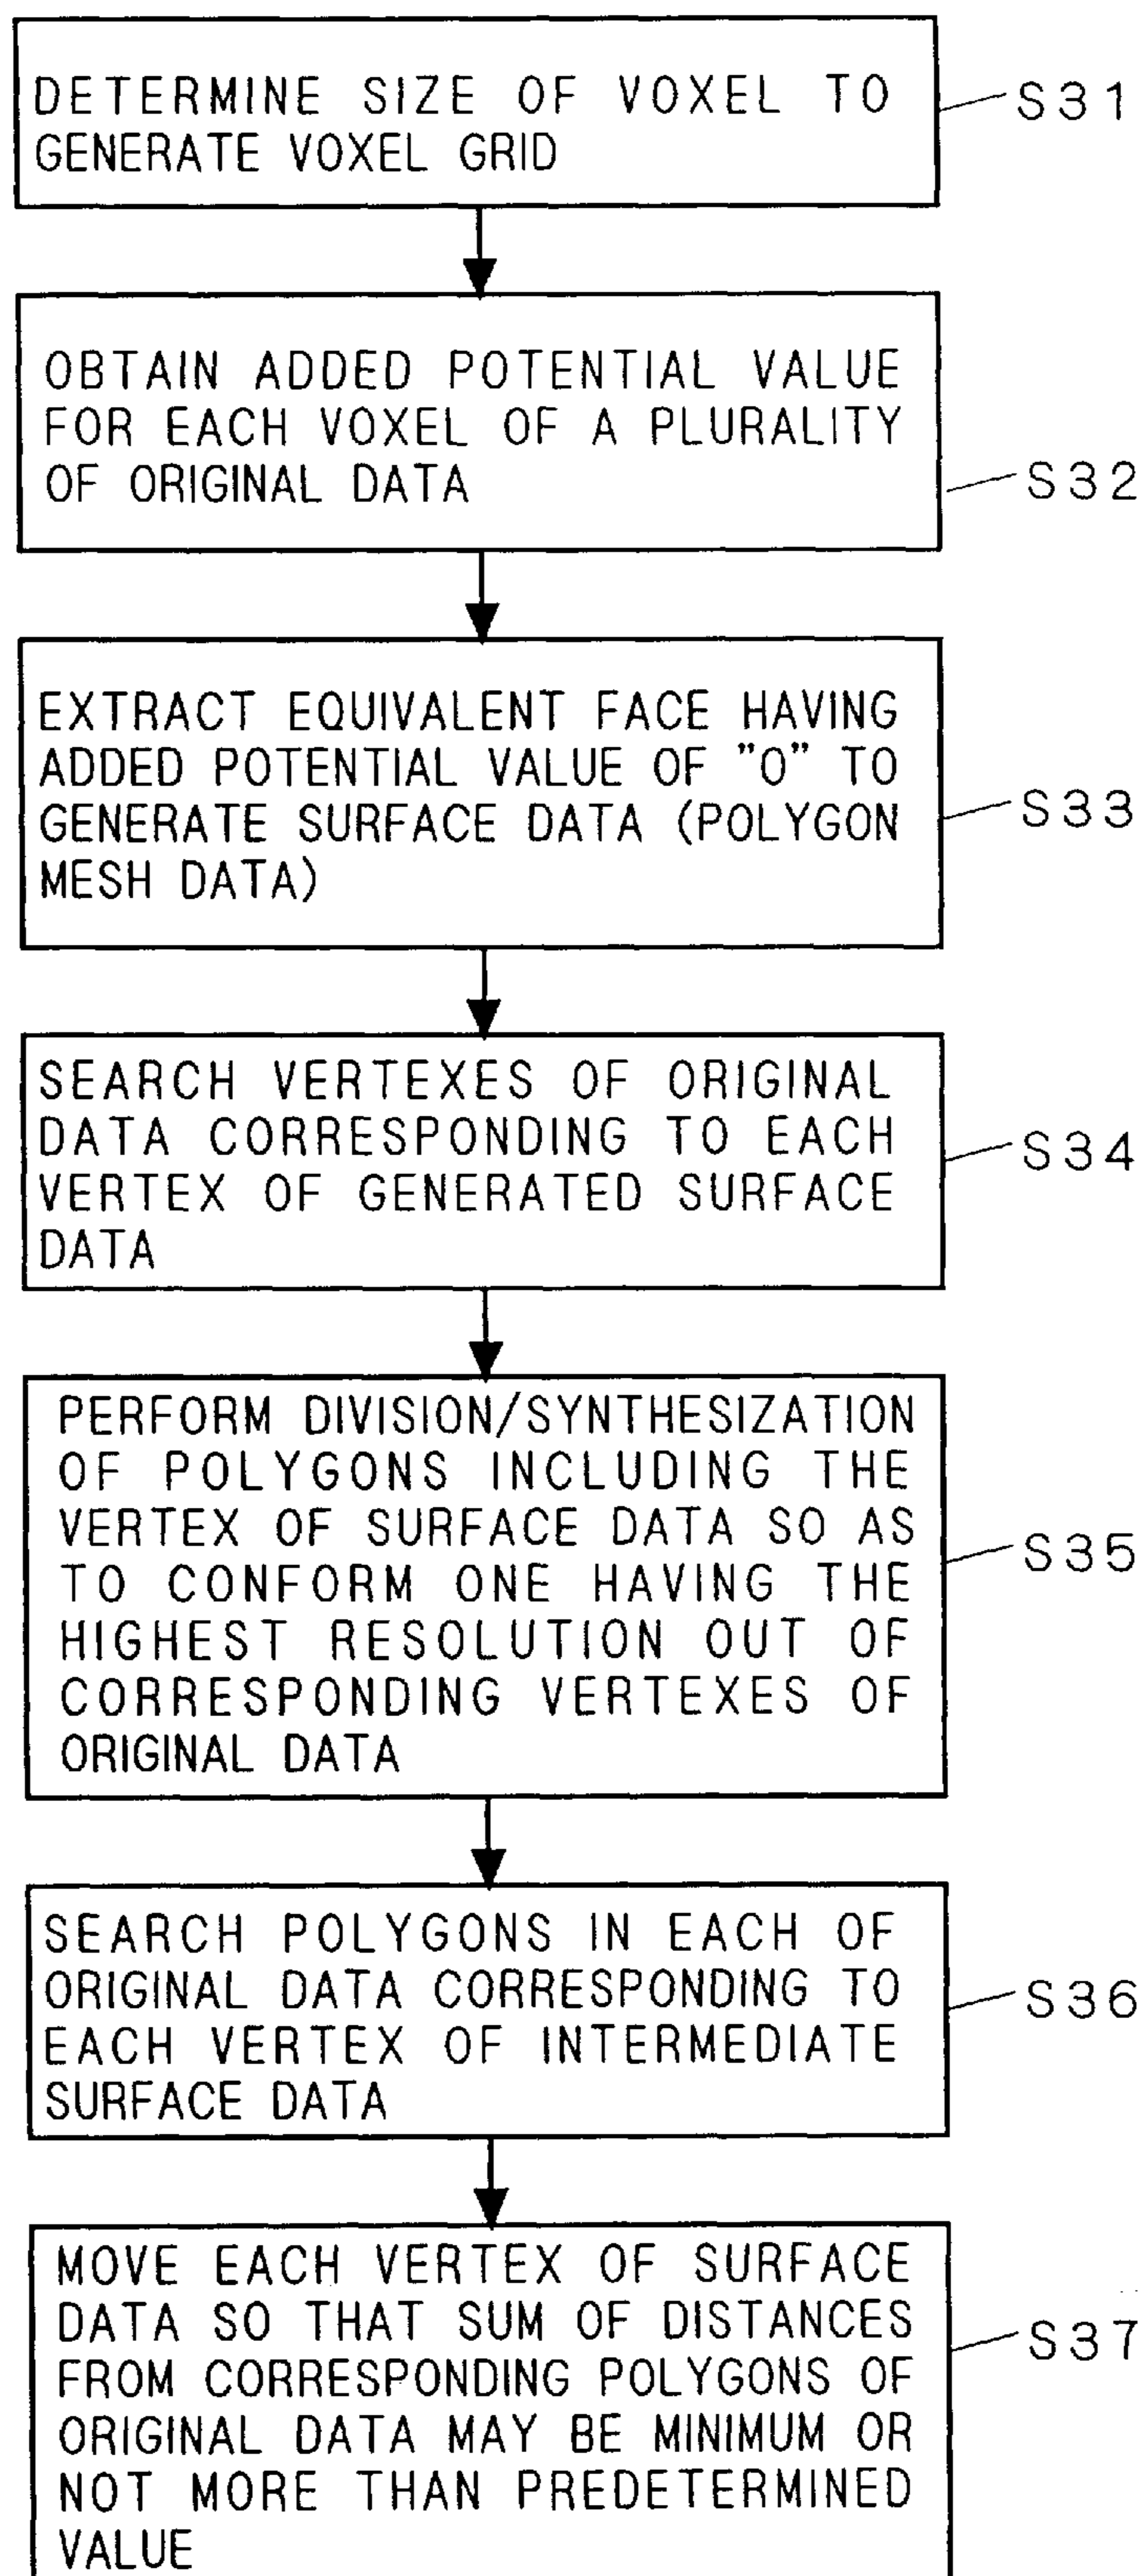 DETERMINE SIZE OF VOXEL TO
GENERATE VOXEL GRID
S31
OBTAIN ADDED POTENTIAL VALUE
FOR EACH VOXEL OF A PLURALITY
OF ORIGINAL DATA
S32
EXTRACT EQUIVALENT FACE HAVING
ADDED POTENTIAL VALUE OF "0" TO
GENERATE SURFACE DATA (POLYGON
MESH DATA)
S33
SEARCH VERTEXES OF ORIGINAL
DATA CORRESPONDING TO EACH
VERTEX OF GENERATED SURFACE
DATA
S34
PERFORM DIVISION/SYNTHESIZATION
OF POLYGONS INCLUDING THE
VERTEX OF SURFACE DATA SO AS
TO CONFORM ONE HAVING THE
HIGHEST RESOLUTION OUT OF
CORRESPONDING VERTEXES OF
ORIGINAL DATA
S35
SEARCH POLYGONS IN EACH OF
ORIGINAL DATA CORRESPONDING TO
EACH VERTEX OF INTERMEDIATE
SURFACE DATA
S36
MOVE EACH VERTEX OF SURFACE
DATA SO THAT SUM OF DISTANCES
FROM CORRESPONDING POLYGONS OF
ORIGINAL DATA MAY BE MINIMUM OR
NOT MORE THAN PREDETERMINED
VALUE
S37